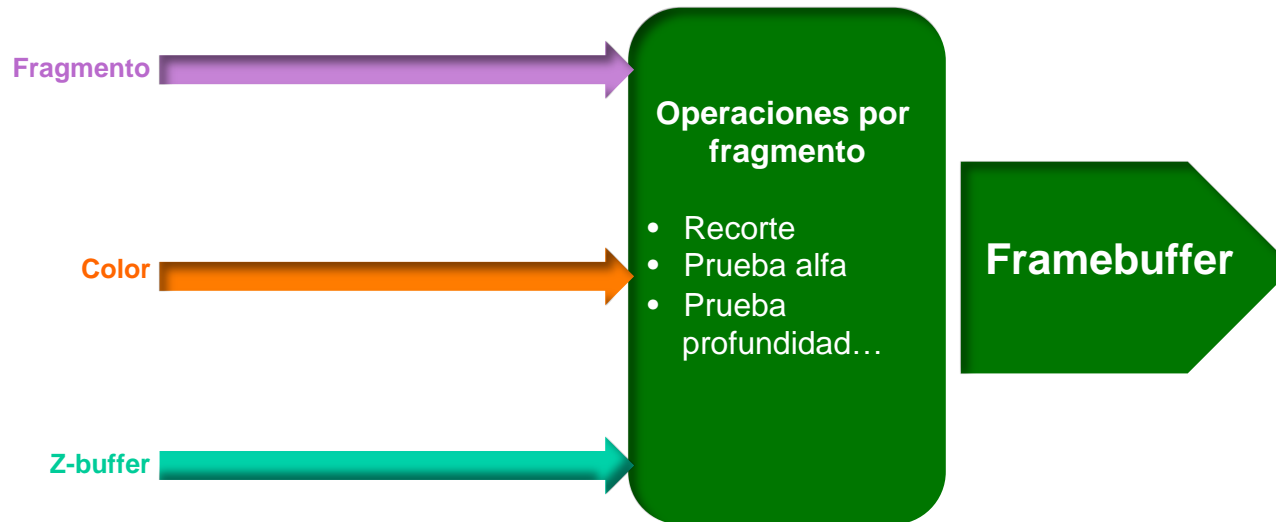 Fragmento
Color
Z-buffer
Operaciones por
fragmento
• Recorte
• Prueba alfa
• Prueba
profundidad…
Framebuffer